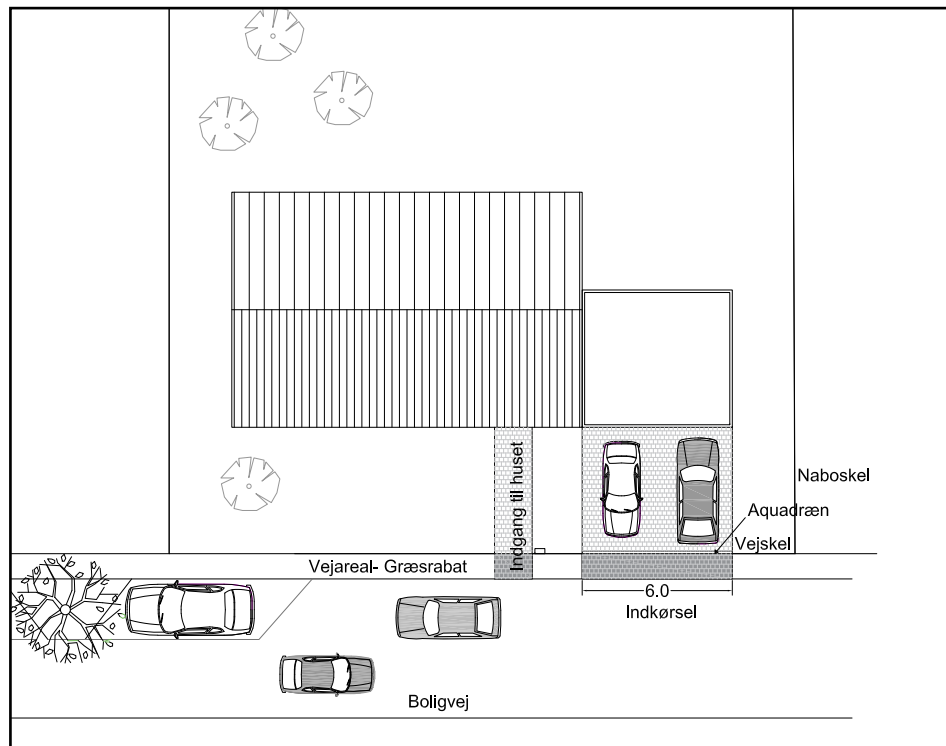 Indgang til huset
Naboskel
Aquadræn
Vejskel
Vejareal- Græsrabat
6.0
Indkørsel
Boligvej